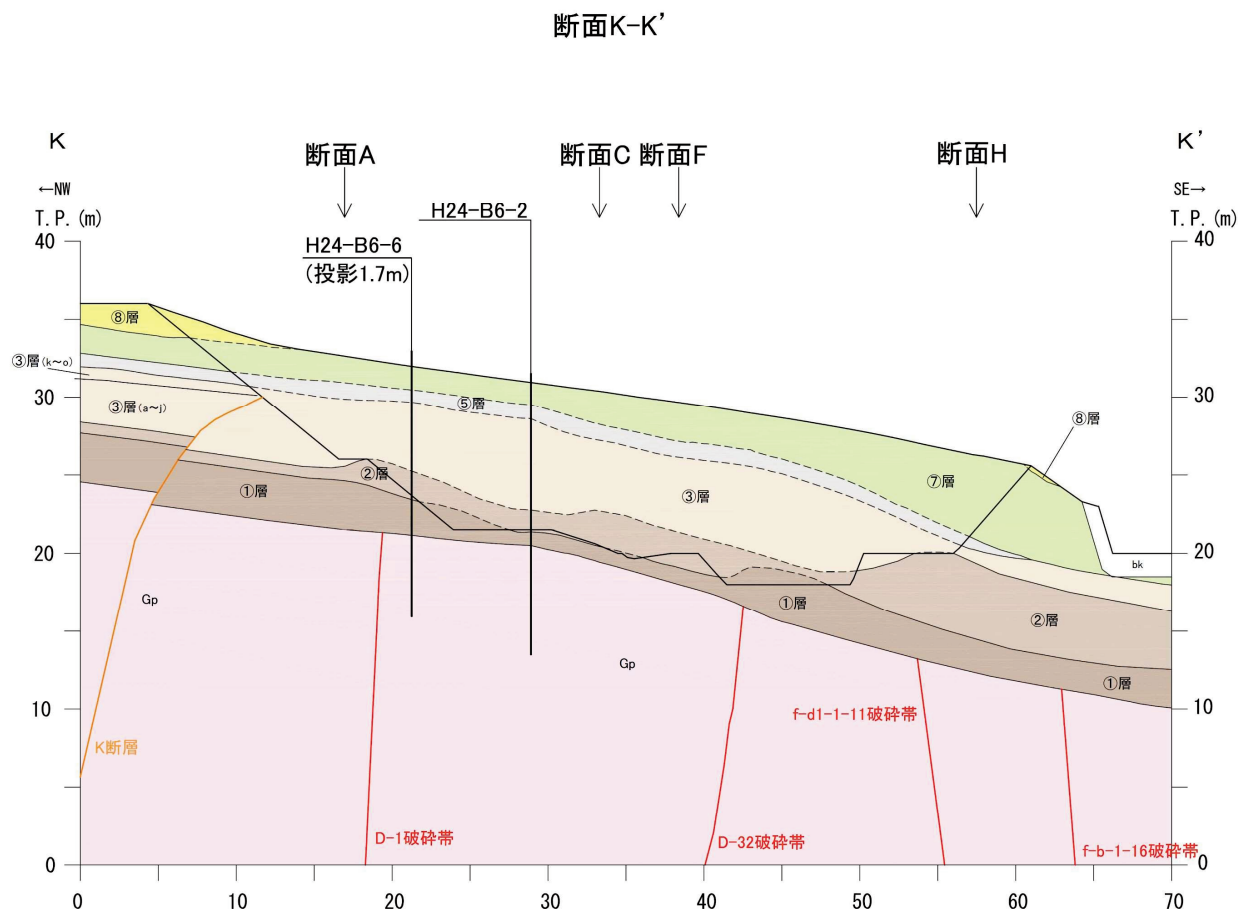 断面K-K’
K
K’
断面A
断面C
断面F
断面H
←NW
SE→
T.P.(m)
T.P.(m)
H24-B6-2
H24-B6-6
(投影1.7m)
40
40
⑧層
③層(k~o)
30
30
③層(a~j)
⑤層
⑧層
②層
③層
⑦層
①層
20
20
bk
Gp
①層
②層
Gp
①層
10
10
f-d1-1-11破砕帯
K断層
D-1破砕帯
D-32破砕帯
f-b-1-16破砕帯
0
0
0
10
20
30
40
50
60
70